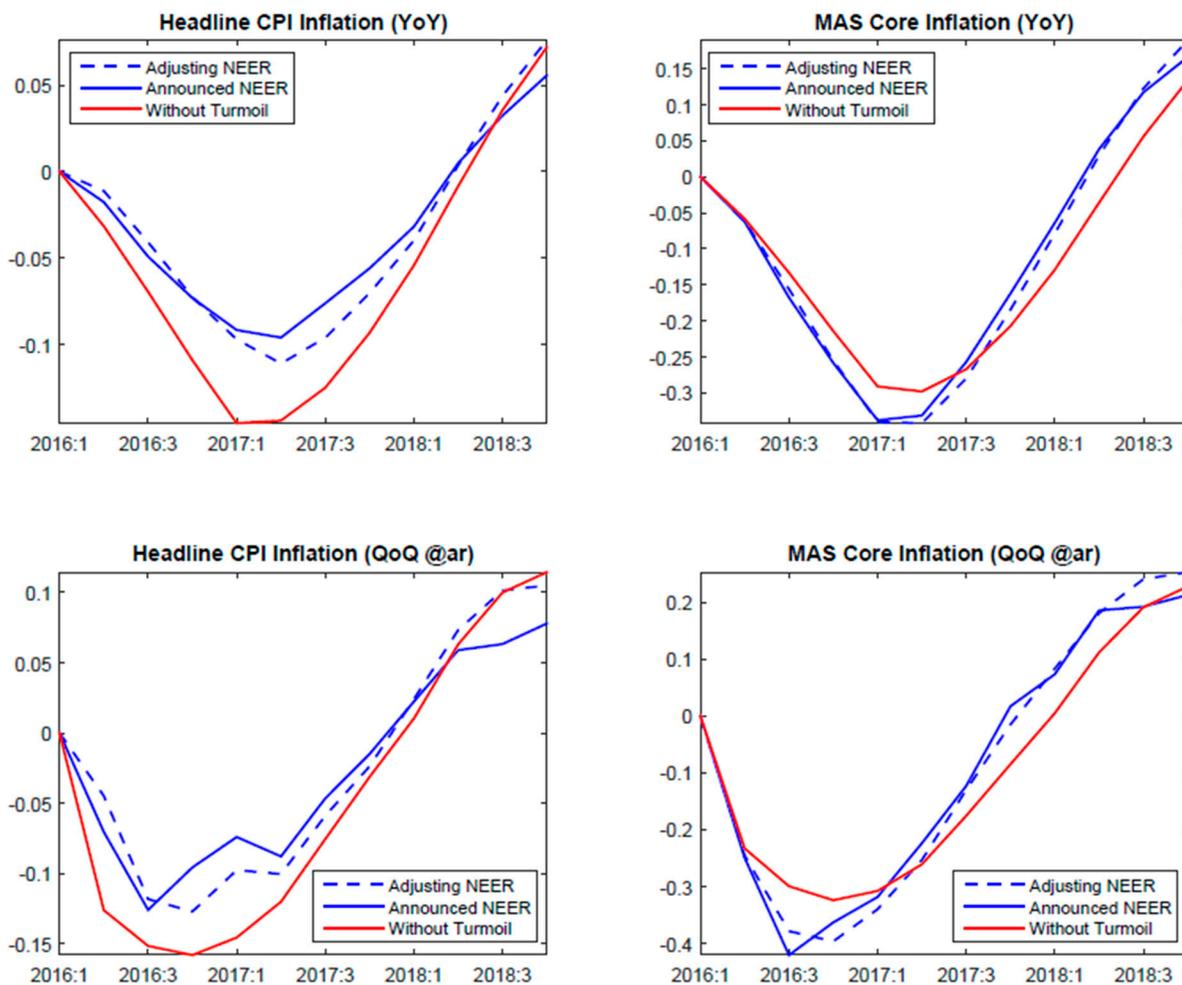 Headline CPI Inflation (YoY)
Adjusting NEER
Announced NEER
Without Turmoil
0.05
0
-0.05
-0.1
2016:1 2016:3 2017:1 2017:3 2018:1 2018:3
MAS Core Inflation (YoY)
Adjusting NEER
Announced NEER
Without Turmoil
0.15
0.1
0.05
0
-0.05
-0.1
-0.15
-0.2
-0.25
-0.3
2016:1 2016:3 2017:1 2017:3 2018:1 2018:3
Headline CPI Inflation (QoQ @ar)
0.1
0.05
0
-0.05
-0.1
-0.15
Adjusting NEER
Announced NEER
Without Turmoil
2016:1 2016:3 2017:1 2017:3 2018:1 2018:3
MAS Core Inflation (QoQ @ar)
0.2
0.1
0
-0.1
-0.2
-0.3
-0.4
Adjusting NEER
Announced NEER
Without Turmoil
2016:1 2016:3 2017:1 2017:3 2018:1 2018:3